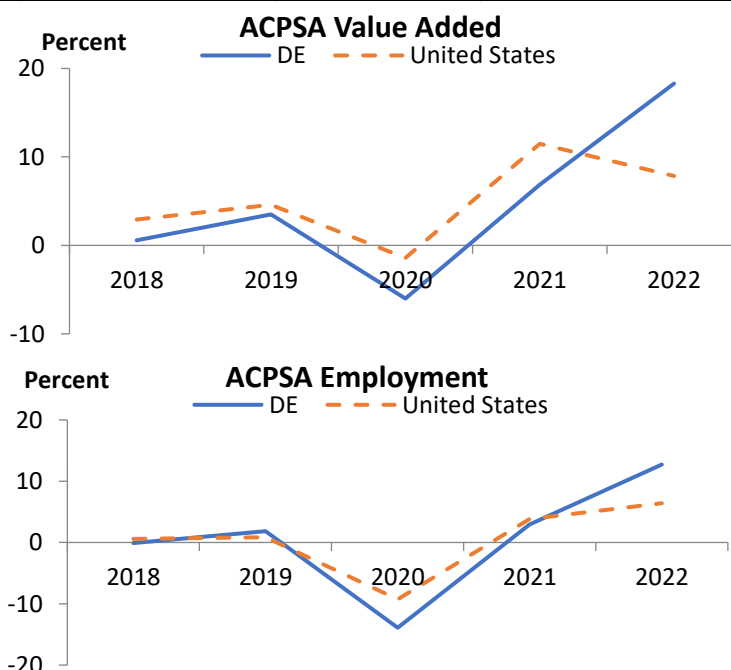 ACPSA Value Added
Percent
DE United States
20
10
0
-10
2018 2019 2020 2021 2022
ACPSA Employment
Percent
DE United States
20
10
0
-10
-20
2018 2019 2020 2021 2022